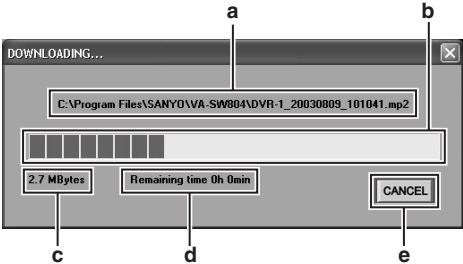 a
b
DOWNLOADING...
C:\Program Files\SANYO\VA-SW804\DVR-1_20030809_101041.mp2
2.7 MBytes
Remaining time 0h 0min
CANCEL
c
d
e